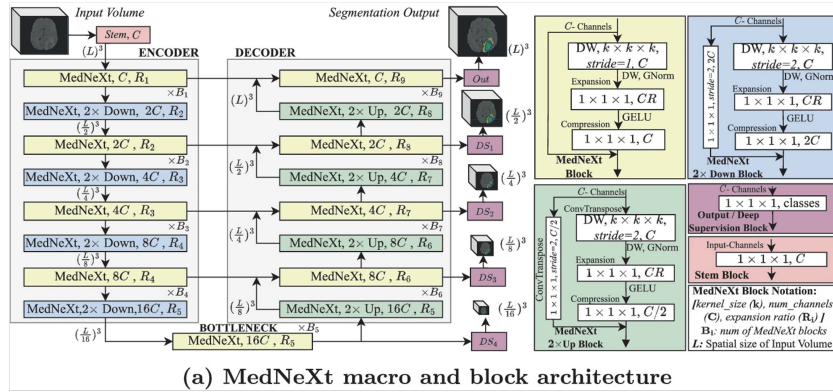 Input Volume
Stem, C
(L)³
ENCODER
MedNeXt, C, R₁
×B₁
MedNeXt, 2× Down, 2C, R₂
(L/2)³
MedNeXt, 2C, R₂
×B₂
MedNeXt, 2× Down, 4C, R₃
(L/4)³
MedNeXt, 4C , R₃
×B₃
MedNeXt, 2× Down, 8C, R₄
(L/8)³
MedNeXt, 8C , R₄
×B₄
MedNeXt,2× Down,16C, R₅
(L/16)³
BOTTLENECK
×B₅
MedNeXt, 16C, R₅
Segmentation Output
DECODER
MedNeXt, C, R₉
×B₉
(L)³
MedNeXt, 2× Up, 2C, R₈
MedNeXt, 2C, R₈
×B₈
(L/2)³
MedNeXt, 2× Up, 4C, R₇
MedNeXt, 4C, R₇
×B₇
(L/4)³
MedNeXt, 2× Up, 8C, R₆
MedNeXt, 8C, R₆
×B₆
(L/8)³
MedNeXt, 2× Up, 16C, R₅
Out
(L)³
DS₁
(L/2)³
DS₂
(L/4)³
DS₃
(L/8)³
DS₄
(L/16)³
C- Channels
DW, k × k × k,
stride=1, C
Expansion
DW, GNorm
1 × 1 × 1, CR
Compression
GELU
1 × 1 × 1, C
MedNeXt
Block
C- Channels
1 × 1 × 1, stride=2, 2C
DW, k × k × k,
stride=2, C
DW, GNorm
Expansion
1 × 1 × 1, CR
GELU
Compression
1 × 1 × 1, 2C
MedNeXt
2× Down Block
C- Channels
ConvTranspose
ConvTranspose
1 × 1 × 1, stride=2, C/2
DW, k × k × k,
stride=2, C
DW, GNorm
Expansion
1 × 1 × 1, CR
GELU
Compression
1 × 1 × 1, C/2
MedNeXt
2×Up Block
C- Channels
1 × 1 × 1, classes
Output / Deep
Supervision Block
Input-Channels
1 × 1 × 1, C
Stem Block
MedNeXt Block Notation:
[kernel_size (k), num_channels
(C), expansion ratio (Rᵢ) ]
Bᵢ: num of MedNeXt blocks
L: Spatial size of Input Volume
(a) MedNeXt macro and block architecture